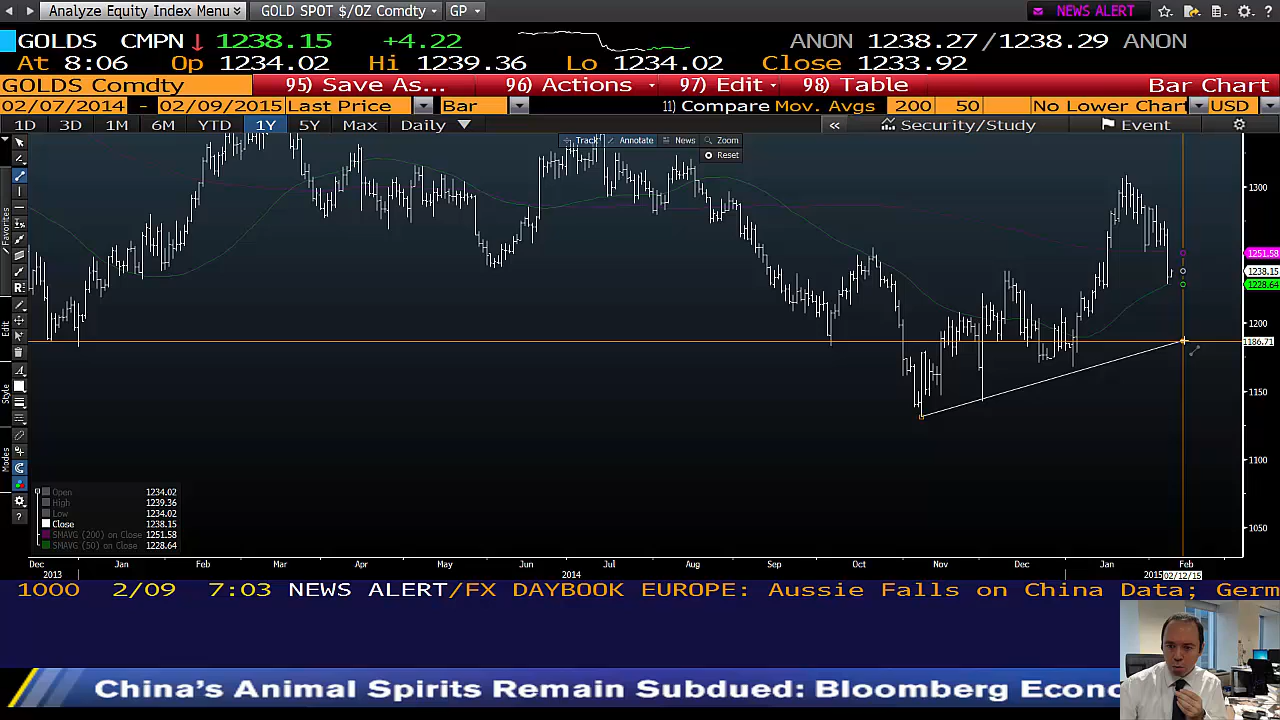 Analyze Equity Index Menu GOLD SPOT $/OZ Comdty GP NEWS ALERT
GOLDS CMPN 1238.15 +4.22 ANON 1238.27/1238.29 ANON
At 8:06 Op 1234.02 Hi 1239.36 Lo 1234.02 Close 1233.92
GOLDS Comdty 95) Save As... 96) Actions 97) Edit 98) Table Bar Chart
02/07/2014 - 02/09/2015 Last Price Bar 11) Compare Mov. Avgs 200 50 No Lower Chart USD
1D 3D 1M 6M YTD 1Y 5Y Max Daily « Security/Study Event
Track Annotate News Zoom
Reset
Favorites
Edit
Style
Modes
1300
1251.58
1238.15
1228.64
1200
1186.71
1150
1100
1050
Open 1234.02
High 1239.36
Low 1234.02
Close 1238.15
SMAVG (200) on Close 1251.58
SMAVG (50) on Close 1228.64
Dec Jan Feb Mar Apr May Jun Jul Aug Sep Oct Nov Dec Jan Feb
2013 2014 2015 02/12/15
1000 2/09 7:03 NEWS ALERT/FX DAYBOOK EUROPE: Aussie Falls on China Data; Germ
China's Animal Spirits Remain Subdued: Bloomberg Econo